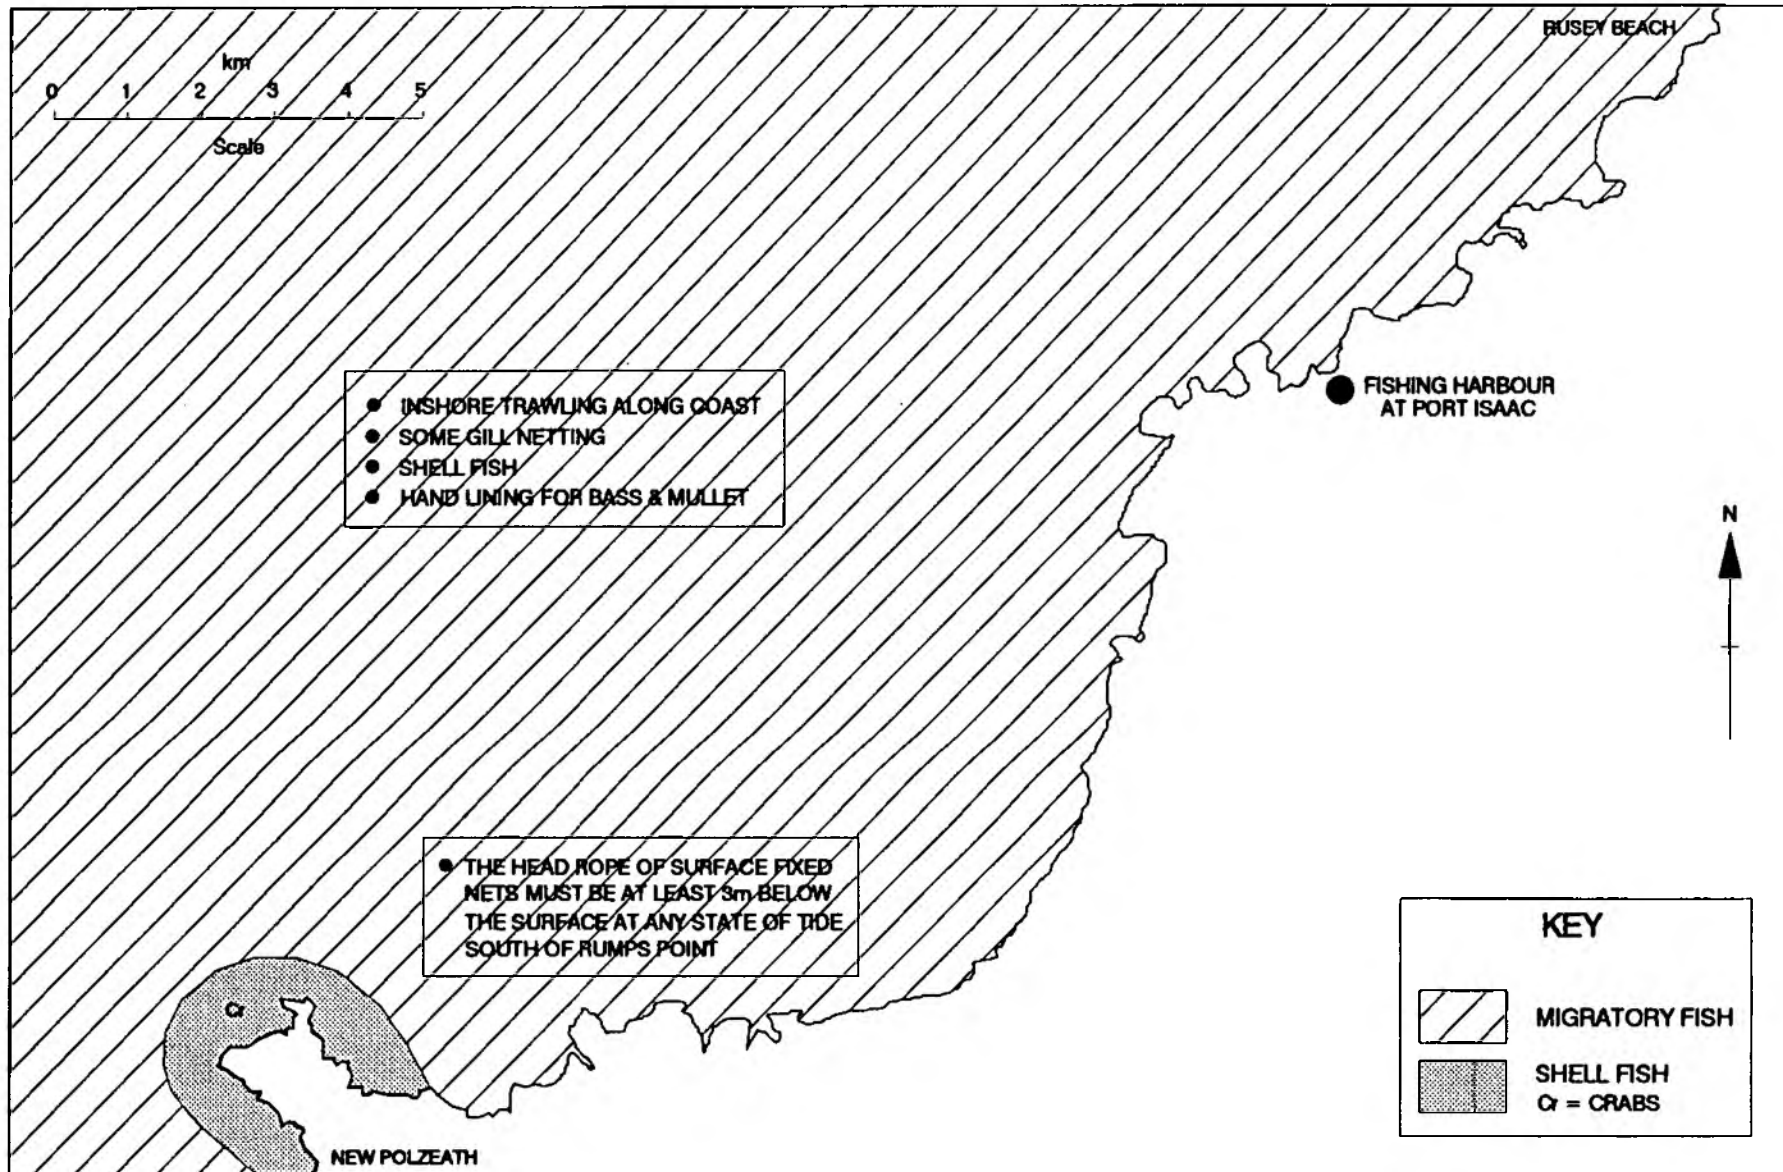 RUSEY BEACH
km
0 1 2 3 4 5
Scale
● INSHORE TRAWLING ALONG COAST
● SOME GILL NETTING
● SHELL FISH
● HAND LINING FOR BASS & MULLET
FISHING HARBOUR
AT PORT ISAAC
N
● THE HEAD ROPE OF SURFACE FIXED
NETS MUST BE AT LEAST 3m BELOW
THE SURFACE AT ANY STATE OF TIDE
SOUTH OF RUMPS POINT
Cr
NEW POLZEATH
KEY
MIGRATORY FISH
SHELL FISH
Cr = CRABS